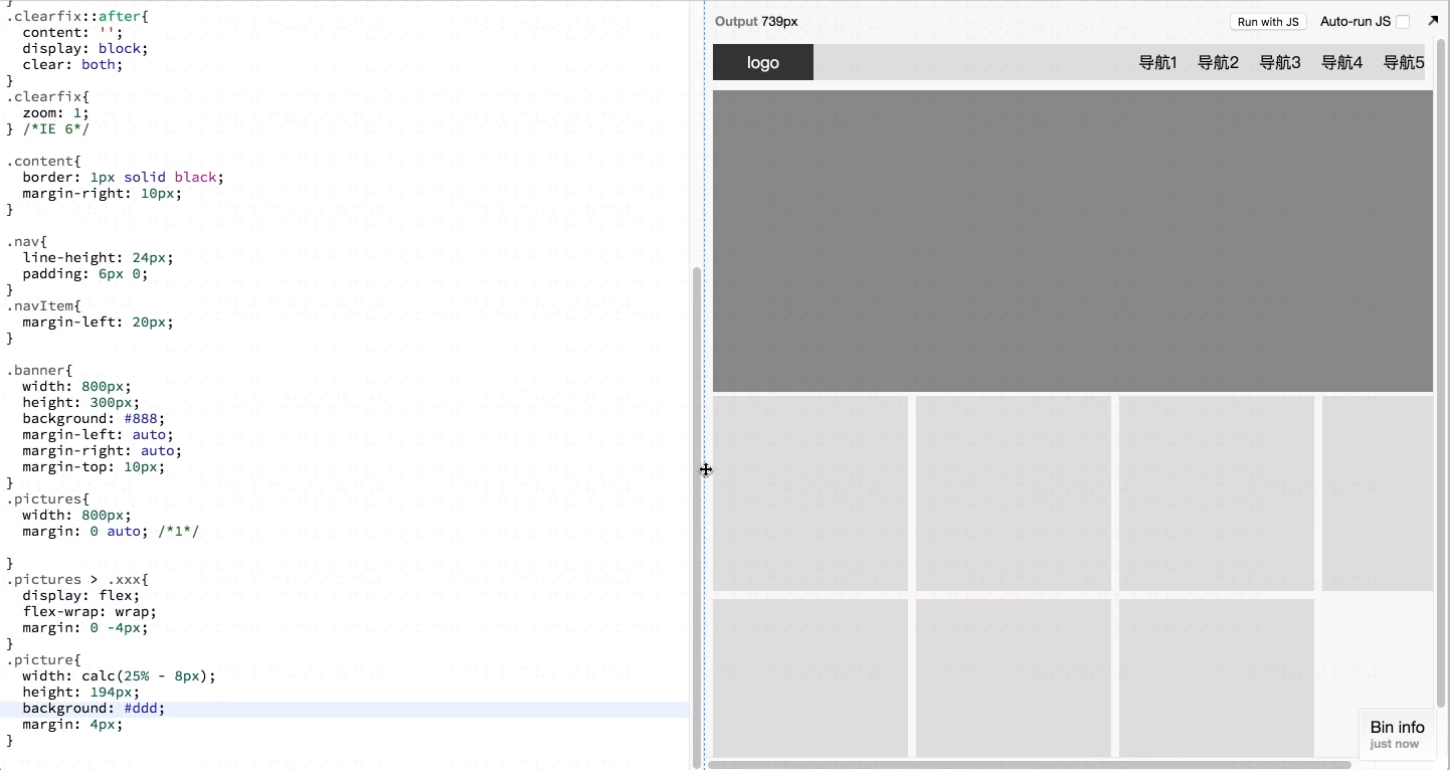 }
.clearfix::after{
  content: '';
  display: block;
  clear: both;
}
.clearfix{
  zoom: 1;
} /*IE 6*/
.content{
  border: 1px solid black;
  margin-right: 10px;
}
.nav{
  line-height: 24px;
  padding: 6px 0;
}
.navItem{
  margin-left: 20px;
}
.banner{
  width: 800px;
  height: 300px;
  background: #888;
  margin-left: auto;
  margin-right: auto;
  margin-top: 10px;
}
.pictures{
  width: 800px;
  margin: 0 auto; /*1*/
}
.pictures > .xxx{
  display: flex;
  flex-wrap: wrap;
  margin: 0 -4px;
}
.picture{
  width: calc(25% - 8px);
  height: 194px;
  background: #ddd;
  margin: 4px;
}
Output 739px Run with JS Auto-run JS
logo 导航1 导航2 导航3 导航4 导航5
Bin info
just now